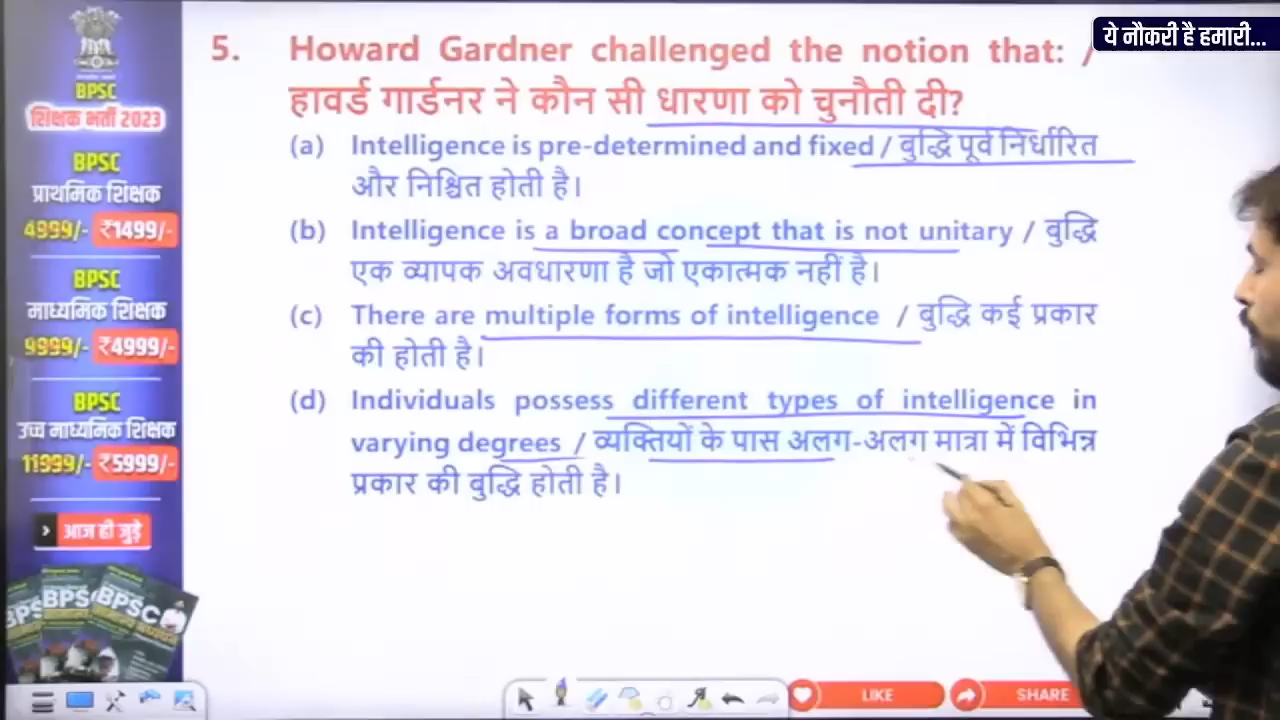 ये नौकरी है हमारी...
BPSC
शिक्षक भर्ती 2023
BPSC
प्राथमिक शिक्षक
4999/- ₹1499/-
BPSC
माध्यमिक शिक्षक
9999/- ₹4999/-
BPSC
उच्च माध्यमिक शिक्षक
11999/- ₹5999/-
आज ही जुड़े
BPSC
5. Howard Gardner challenged the notion that: /
हावर्ड गार्डनर ने कौन सी धारणा को चुनौती दी?
(a) Intelligence is pre-determined and fixed / बुद्धि पूर्व निर्धारित
और निश्चित होती है।
(b) Intelligence is a broad concept that is not unitary / बुद्धि
एक व्यापक अवधारणा है जो एकात्मक नहीं है।
(c) There are multiple forms of intelligence / बुद्धि कई प्रकार
की होती है।
(d) Individuals possess different types of intelligence in
varying degrees / व्यक्तियों के पास अलग-अलग मात्रा में विभिन्न
प्रकार की बुद्धि होती है।
LIKE
SHARE